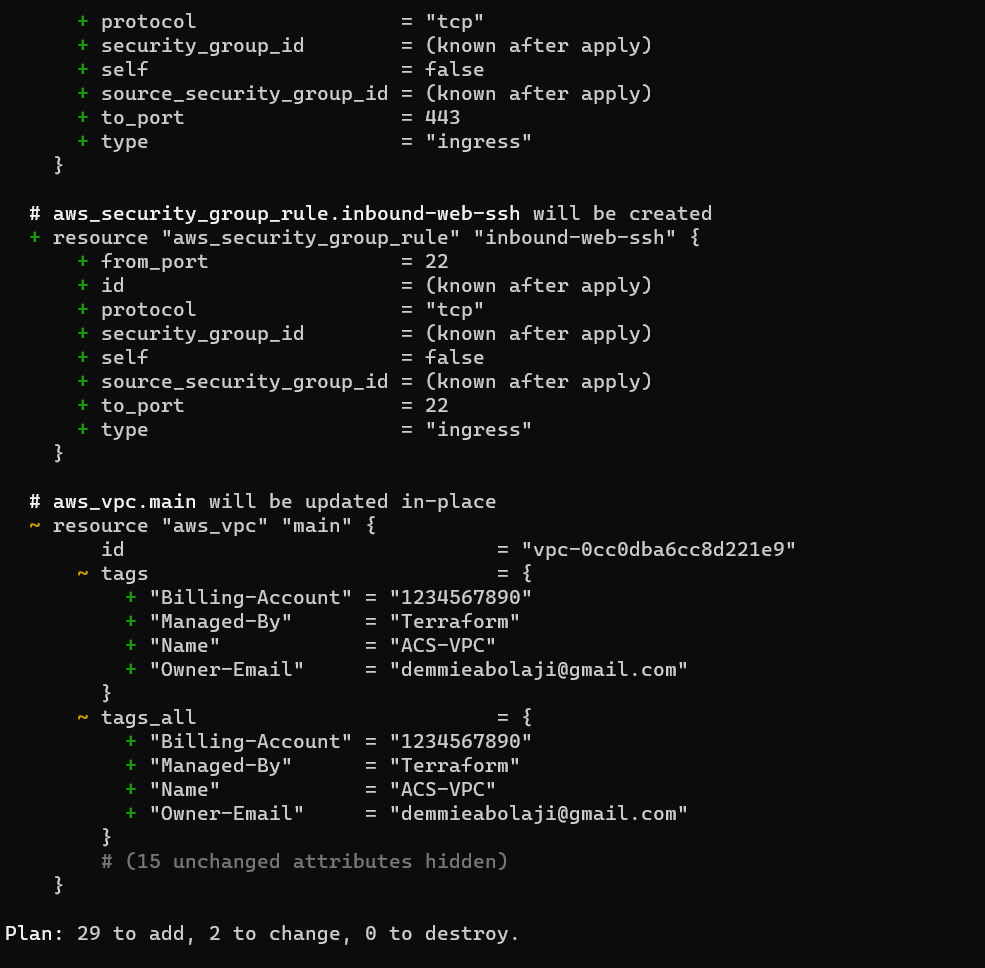 + protocol                 = "tcp"
      + security_group_id        = (known after apply)
      + self                     = false
      + source_security_group_id = (known after apply)
      + to_port                  = 443
      + type                     = "ingress"
    }

  # aws_security_group_rule.inbound-web-ssh will be created
  + resource "aws_security_group_rule" "inbound-web-ssh" {
      + from_port                = 22
      + id                       = (known after apply)
      + protocol                 = "tcp"
      + security_group_id        = (known after apply)
      + self                     = false
      + source_security_group_id = (known after apply)
      + to_port                  = 22
      + type                     = "ingress"
    }

  # aws_vpc.main will be updated in-place
  ~ resource "aws_vpc" "main" {
        id                               = "vpc-0cc0dba6cc8d221e9"
      ~ tags                             = {
          + "Billing-Account" = "1234567890"
          + "Managed-By"      = "Terraform"
          + "Name"            = "ACS-VPC"
          + "Owner-Email"     = "demmieabolaji@gmail.com"
        }
      ~ tags_all                         = {
          + "Billing-Account" = "1234567890"
          + "Managed-By"      = "Terraform"
          + "Name"            = "ACS-VPC"
          + "Owner-Email"     = "demmieabolaji@gmail.com"
        }
        # (15 unchanged attributes hidden)
    }

Plan: 29 to add, 2 to change, 0 to destroy.